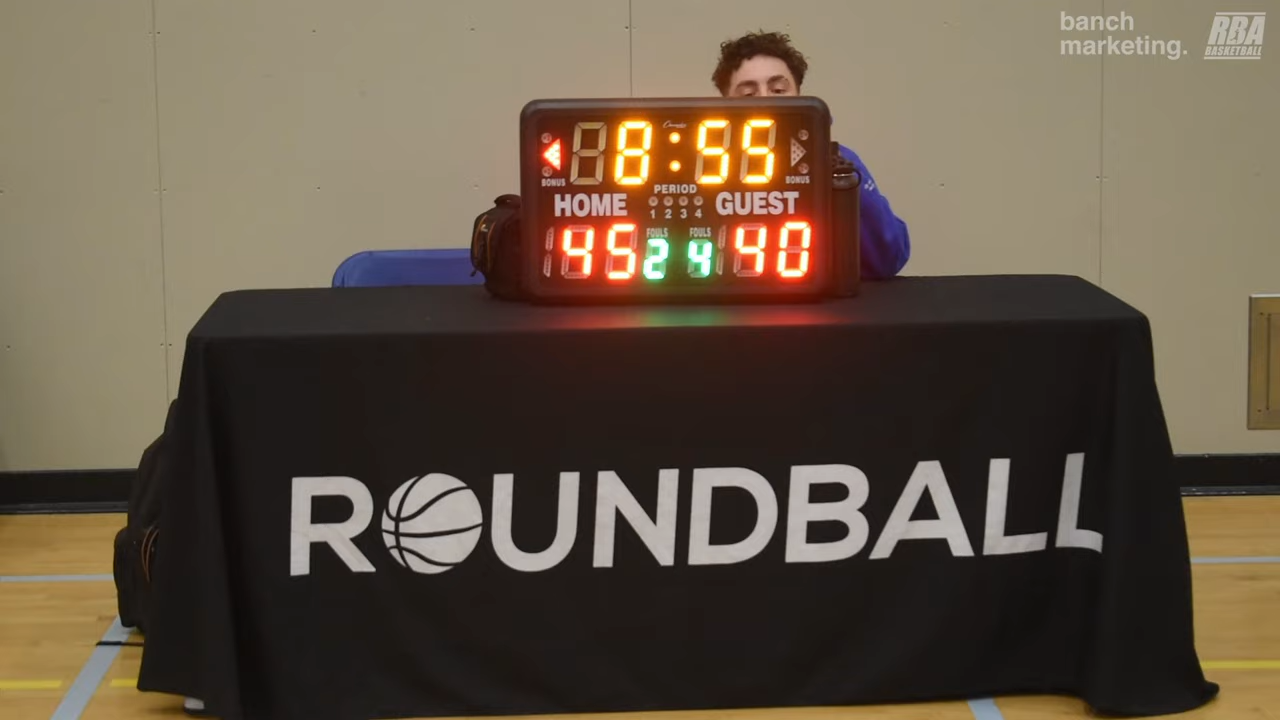 banch
marketing.
RBA
BASKETBALL
Champion
8:55
BONUS
BONUS
PERIOD
HOME
GUEST
1 2 3 4
FOULS
FOULS
45
2
4
40
ROUNDBALL